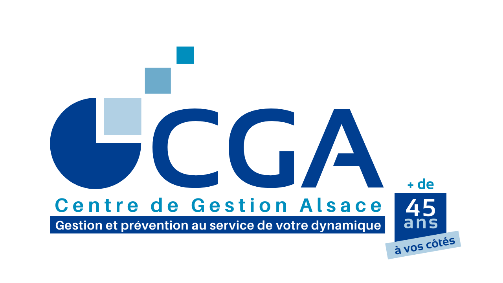 CGA
Centre de Gestion Alsace
Gestion et prévention au service de votre dynamique
+ de
45
ans
à vos côtés